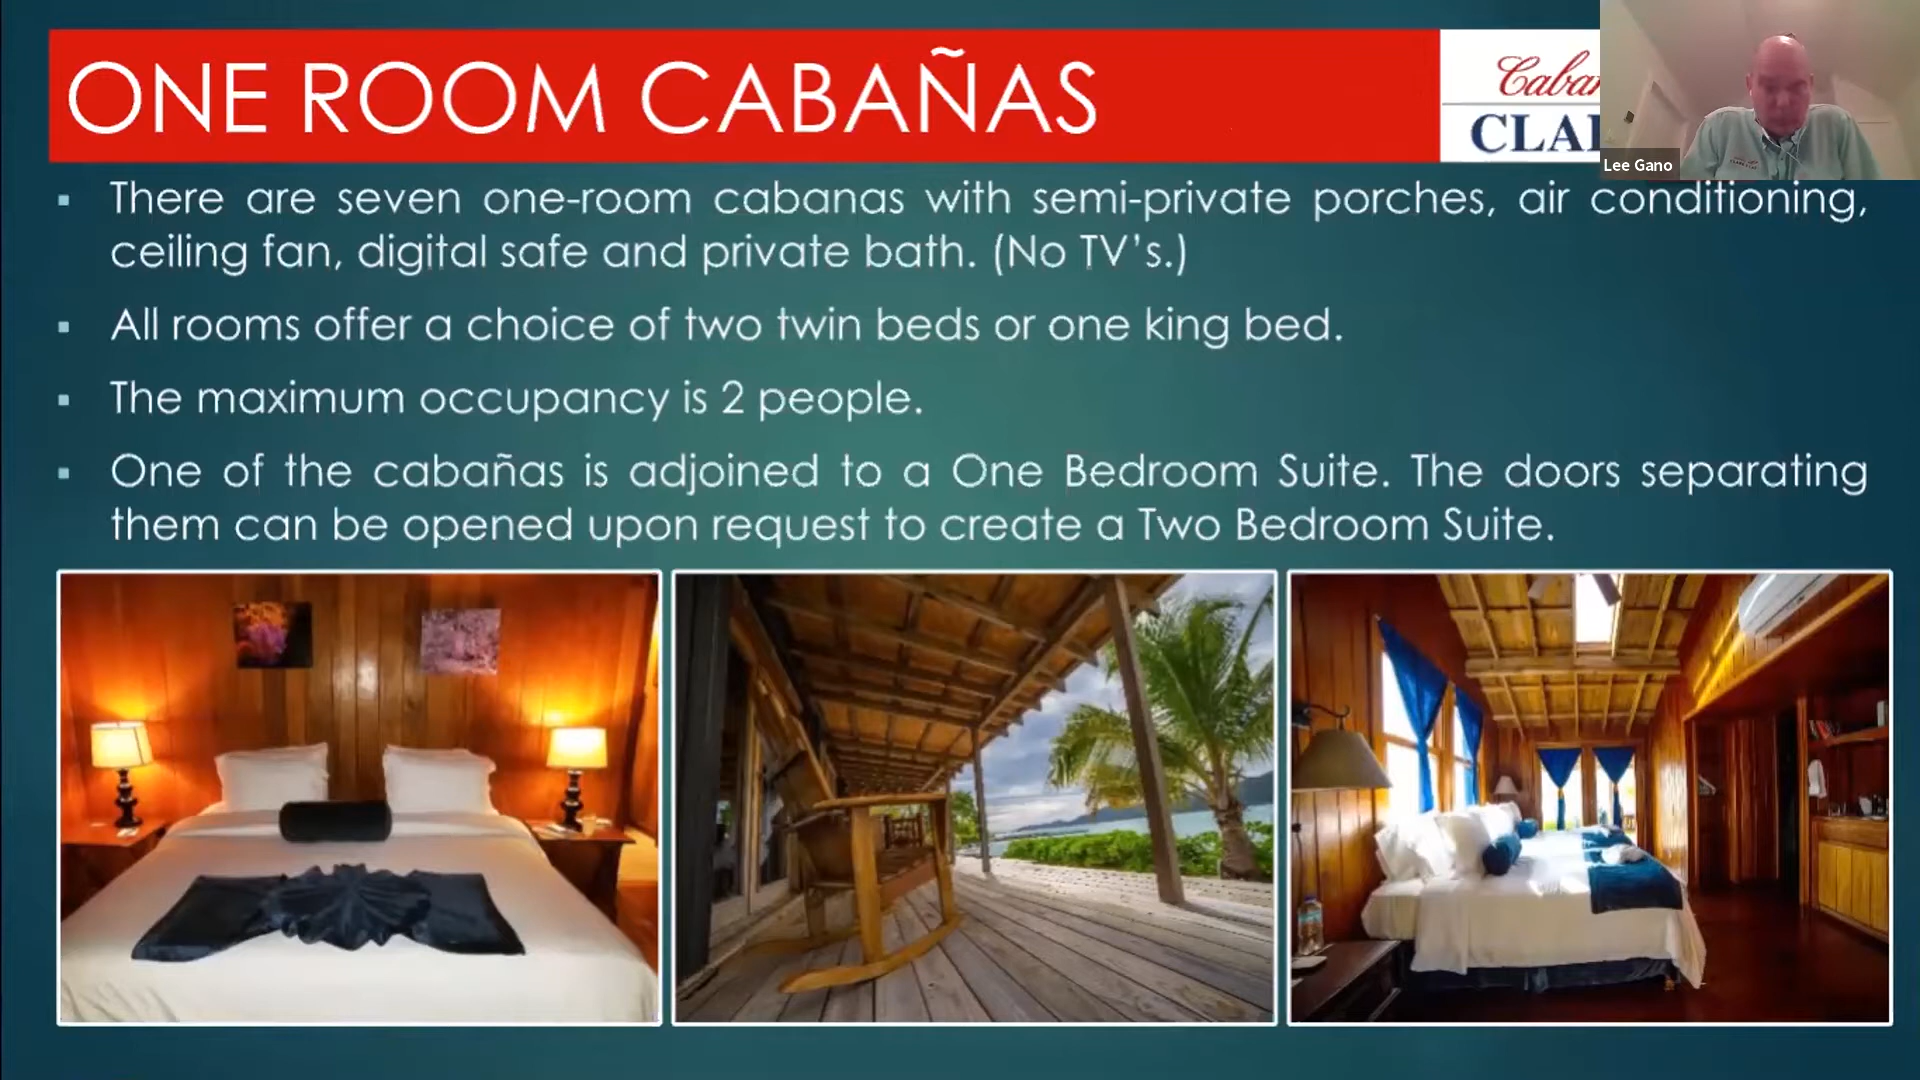 ONE ROOM CABAÑAS
Lee Gano
▪ There are seven one-room cabanas with semi-private porches, air conditioning,
ceiling fan, digital safe and private bath. (No TV’s.)
▪ All rooms offer a choice of two twin beds or one king bed.
▪ The maximum occupancy is 2 people.
▪ One of the cabañas is adjoined to a One Bedroom Suite. The doors separating
them can be opened upon request to create a Two Bedroom Suite.